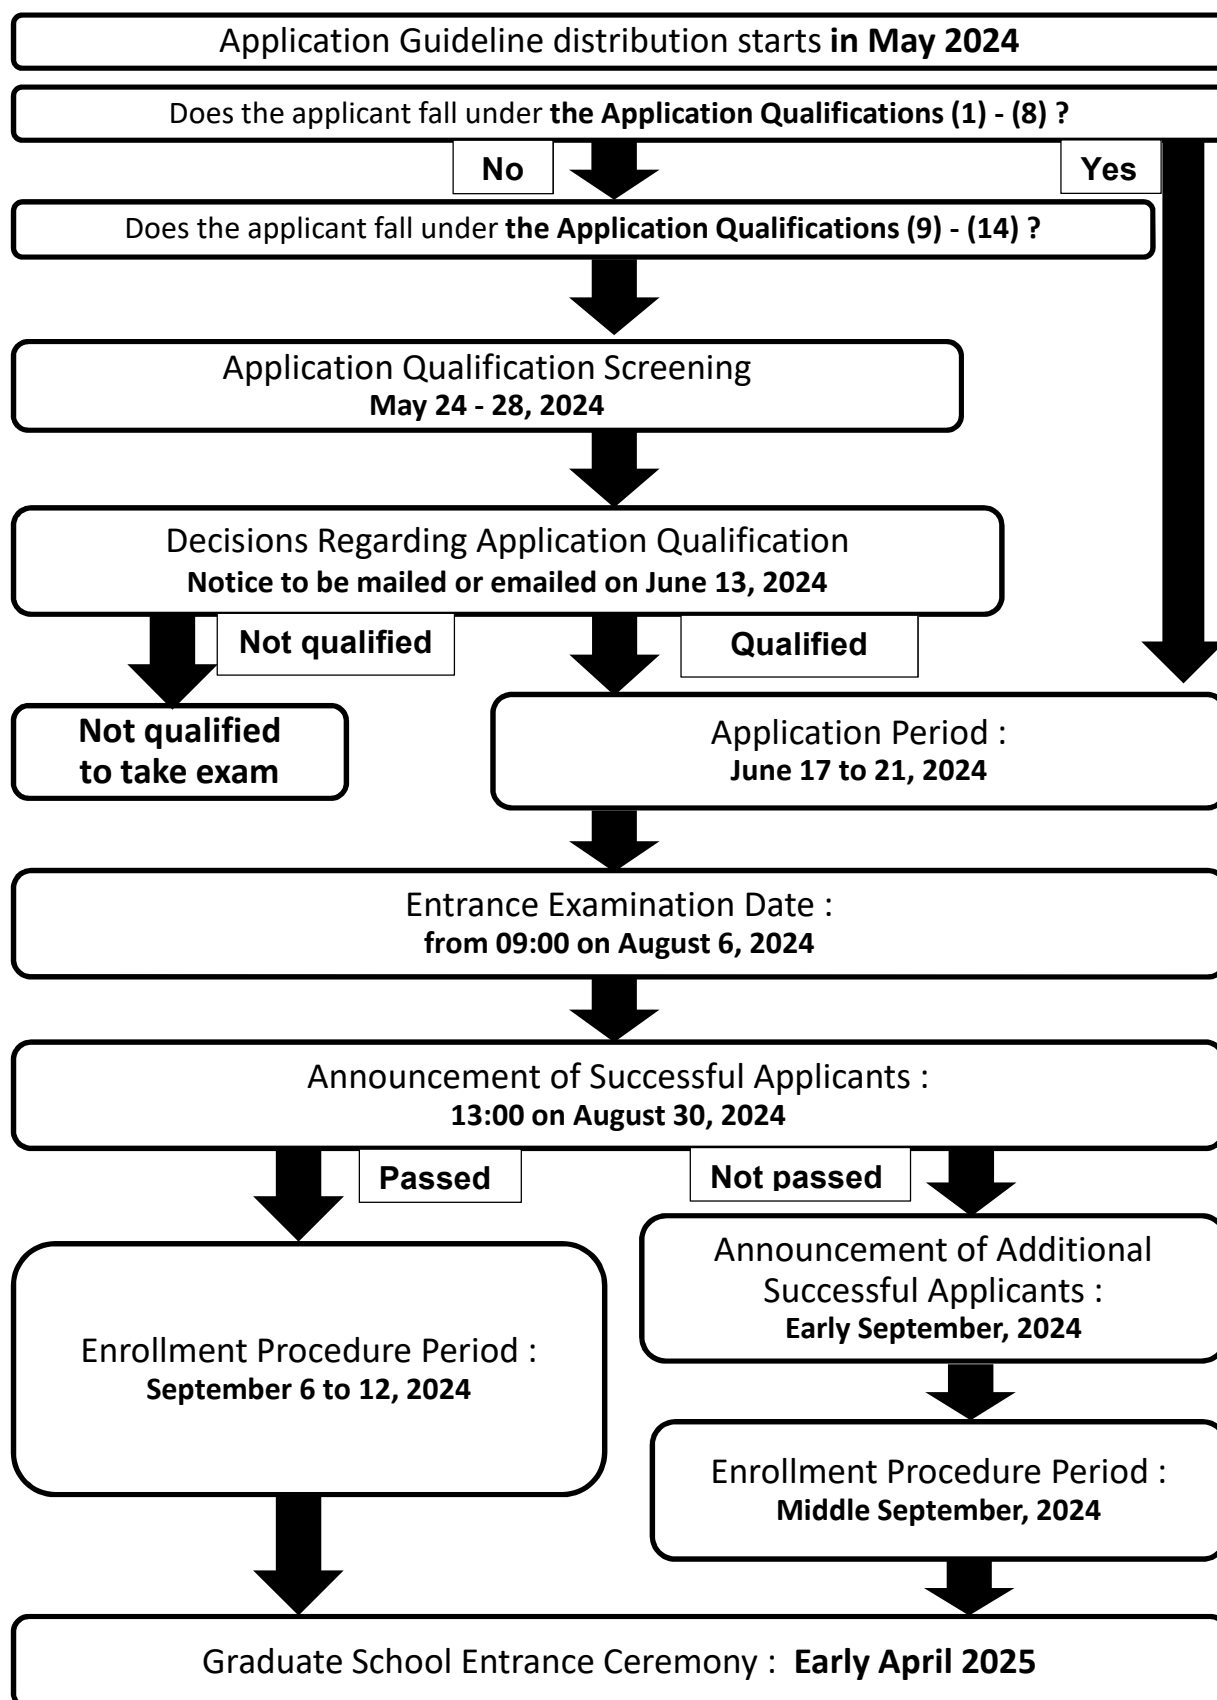 Application Guideline distribution starts in May 2024
Does the applicant fall under the Application Qualifications (1) - (8) ?
No
Yes
Does the applicant fall under the Application Qualifications (9) - (14) ?
Application Qualification Screening
May 24 - 28, 2024
Decisions Regarding Application Qualification
Notice to be mailed or emailed on June 13, 2024
Not qualified
Qualified
Not qualified
to take exam
Application Period :
June 17 to 21, 2024
Entrance Examination Date :
from 09:00 on August 6, 2024
Announcement of Successful Applicants :
13:00 on August 30, 2024
Passed
Not passed
Enrollment Procedure Period :
September 6 to 12, 2024
Announcement of Additional
Successful Applicants :
Early September, 2024
Enrollment Procedure Period :
Middle September, 2024
Graduate School Entrance Ceremony : Early April 2025